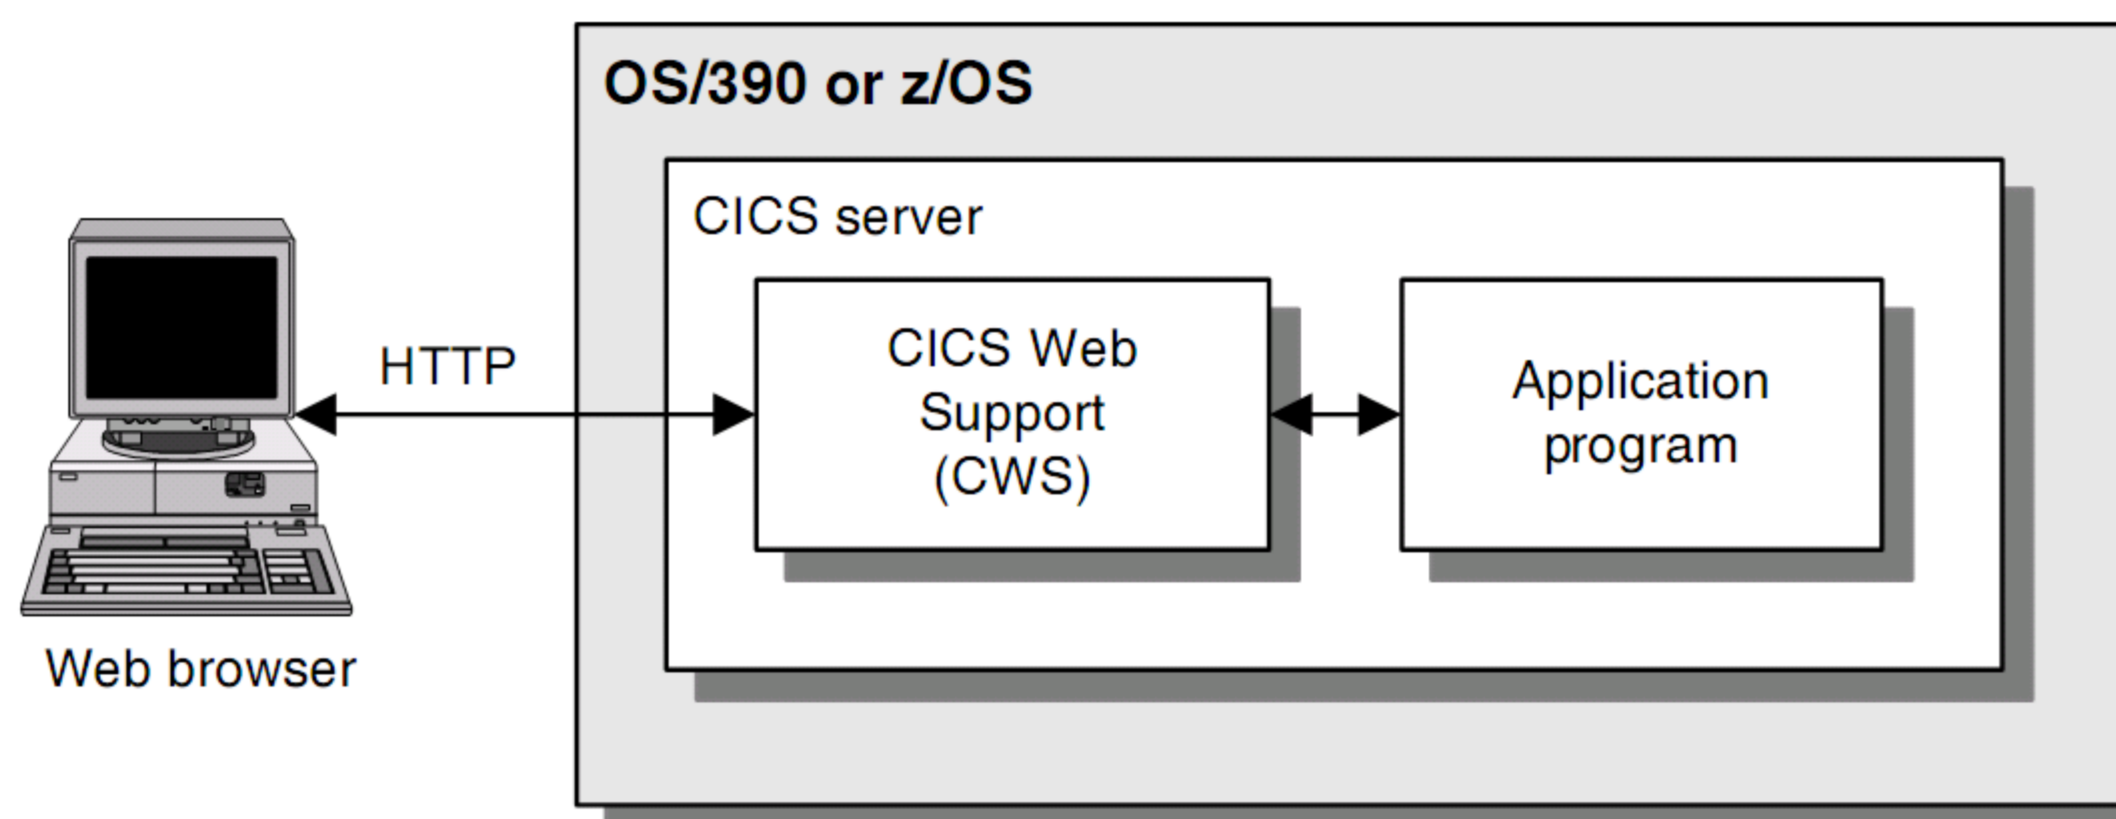 OS/390 or z/OS
CICS server
HTTP
CICS Web
Support
(CWS)
Application
program
Web browser